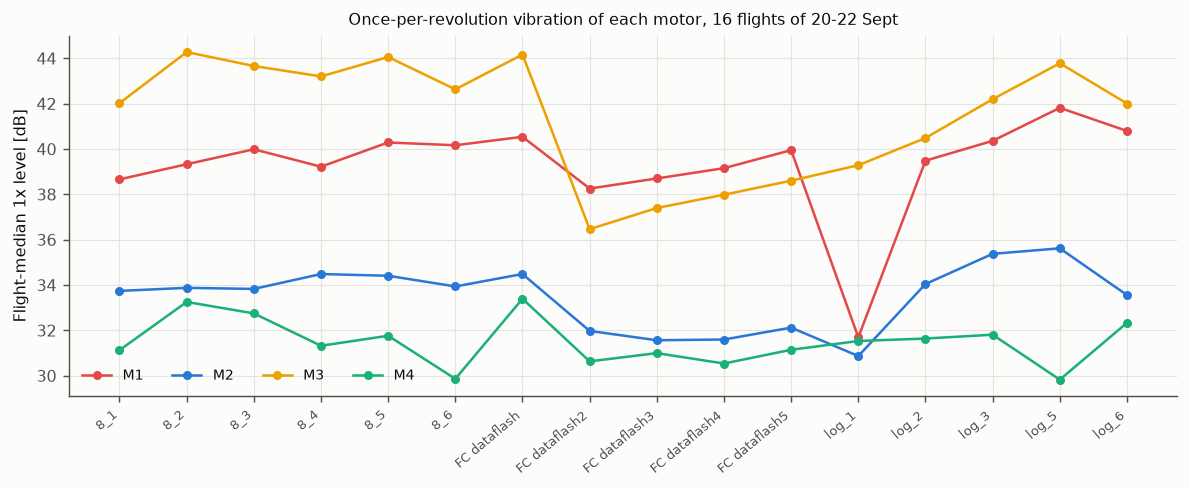 Once-per-revolution vibration of each motor, 16 flights of 20-22 Sept
Flight-median 1x level [dB]
44
42
40
38
36
34
32
30
M1 M2 M3 M4
8_1 8_2 8_3 8_4 8_5 8_6 FC dataflash FC dataflash2 FC dataflash3 FC dataflash4 FC dataflash5 log_1 log_2 log_3 log_5 log_6